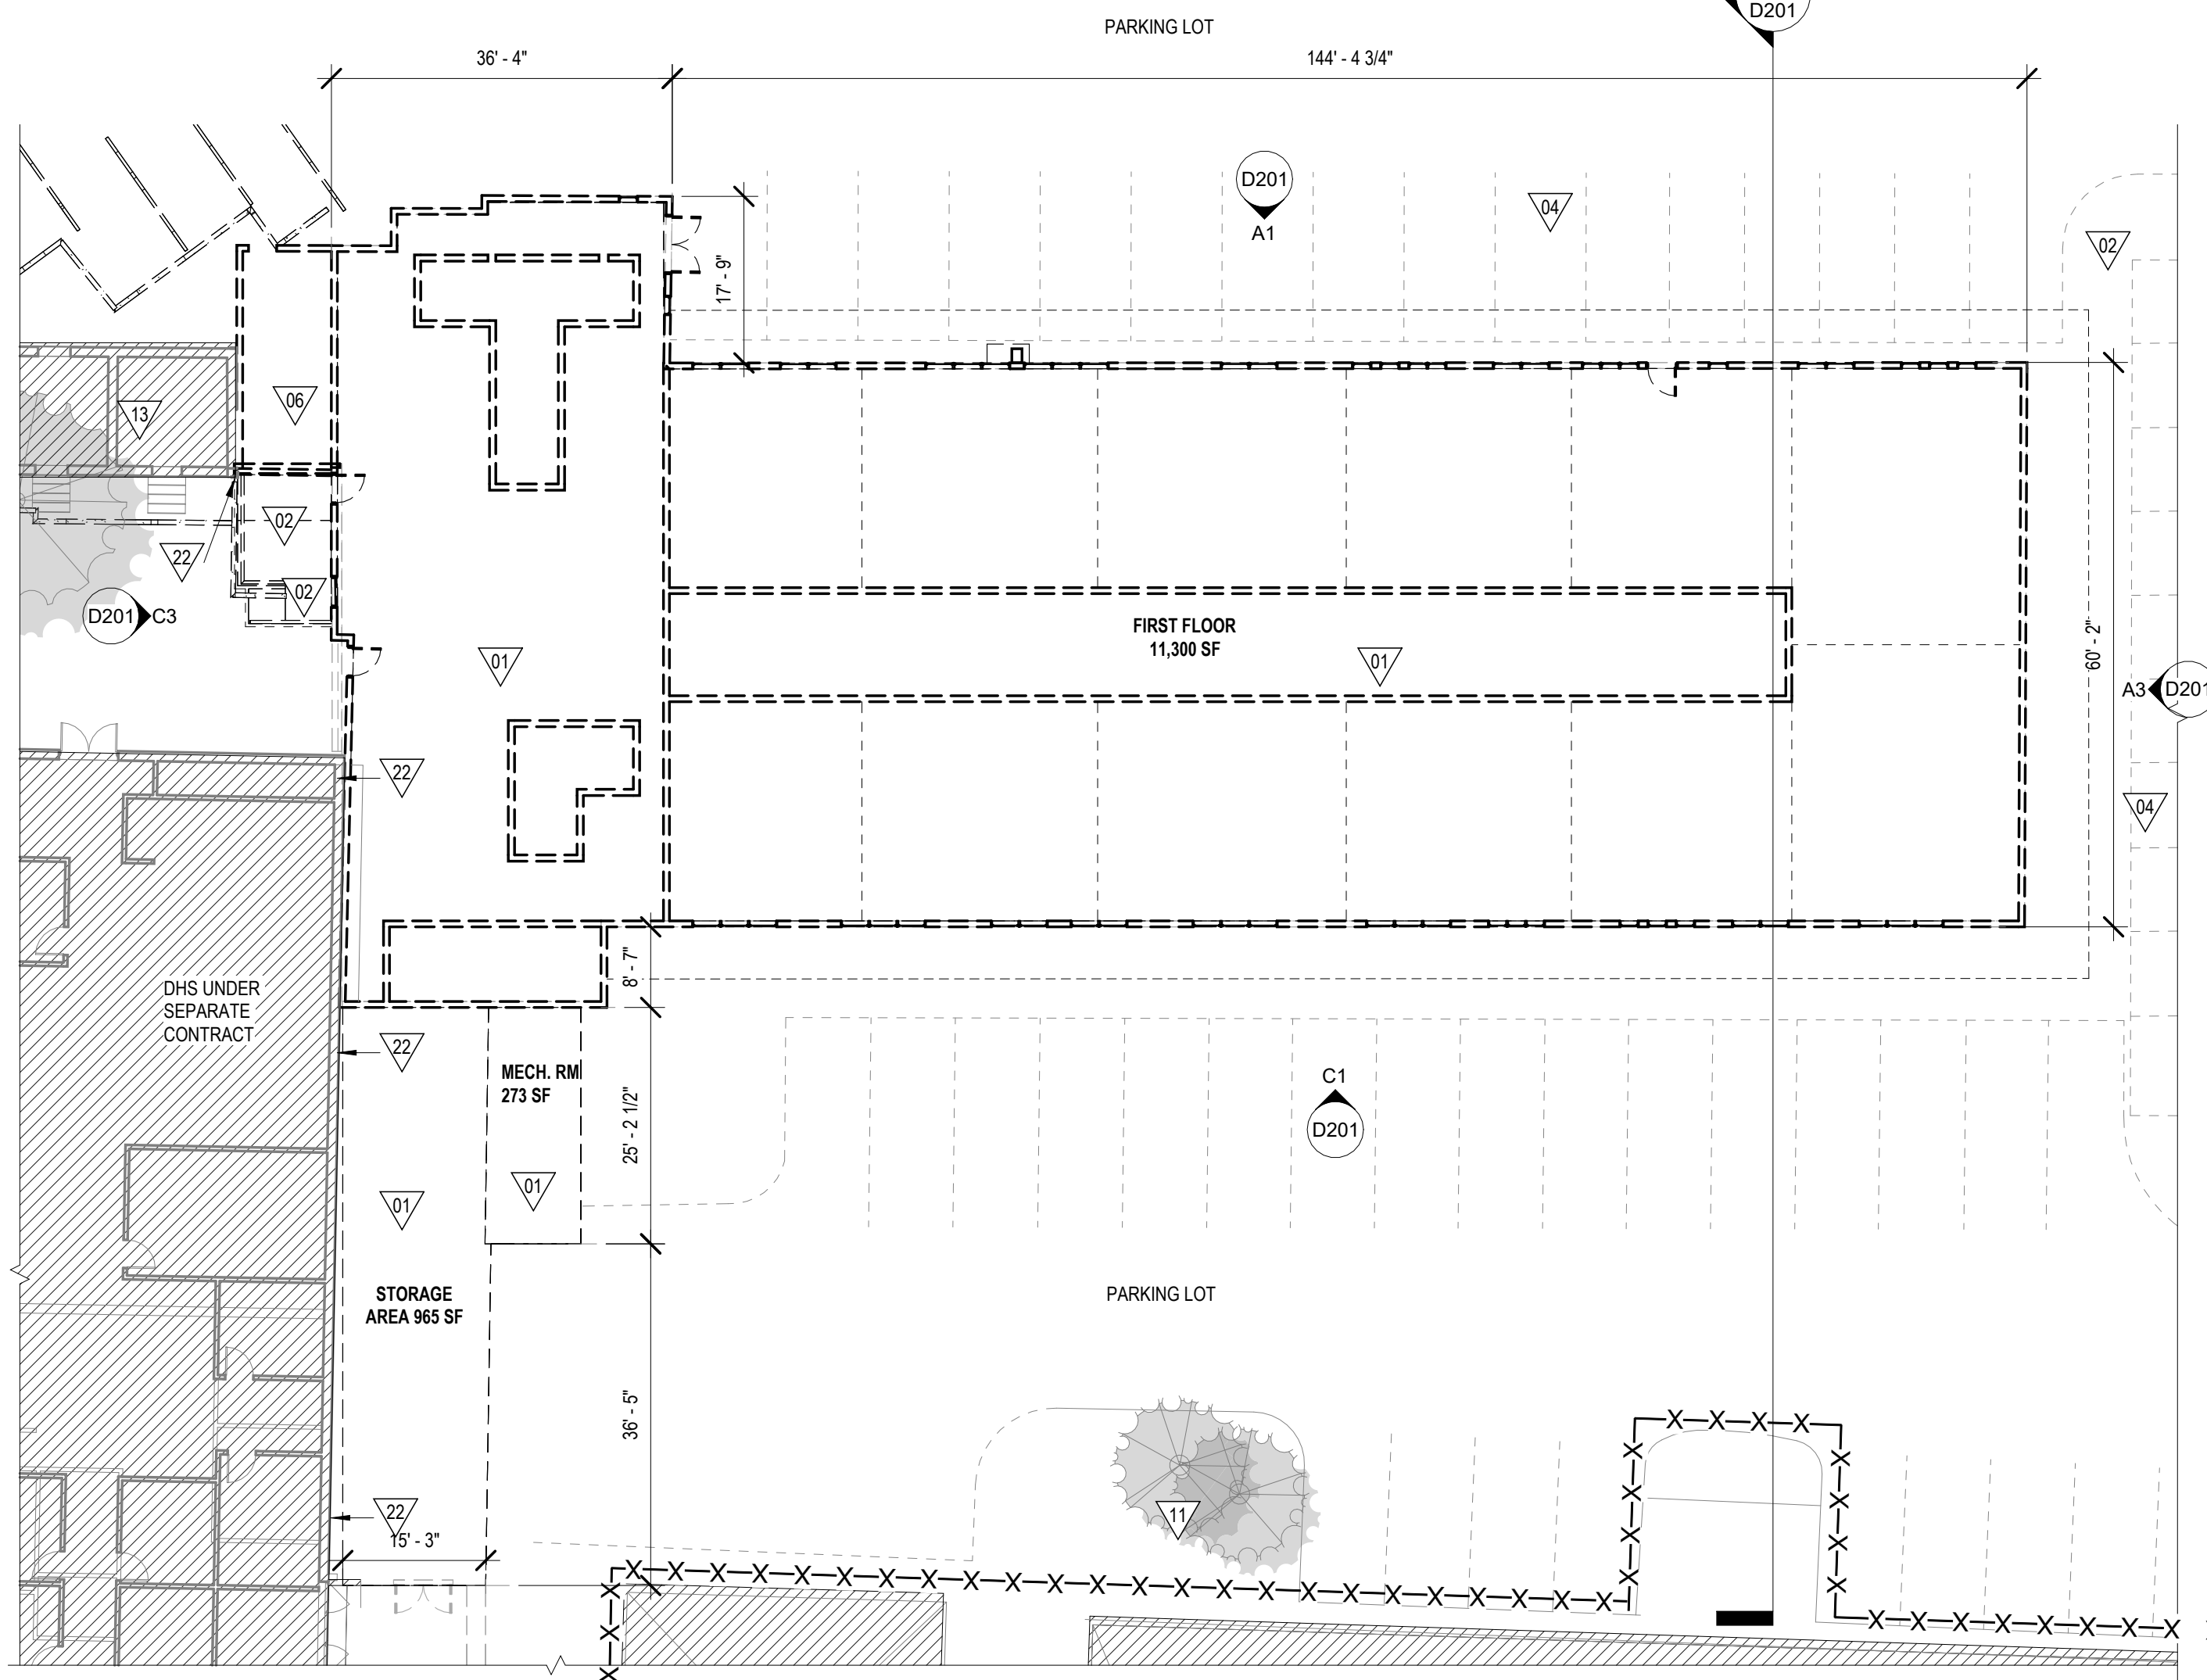 D201
PARKING LOT
36' - 4"
144' - 4 3/4"
D201
A1
04
02
17' - 9"
13
06
02
22
02
D201
C3
FIRST FLOOR
11,300 SF
01
01
60' - 2"
A3
D201
22
04
8' - 7"
DHS UNDER
SEPARATE
CONTRACT
22
MECH. RM
273 SF
C1
D201
25' - 2 1/2"
01
01
STORAGE
AREA 965 SF
PARKING LOT
36' - 5"
22
11
15' - 3"
X X X X X X X X X X X X X X X X X X X X X X X X X X
X X X X
X X X X
X X X X
X X X X X X X X
X X